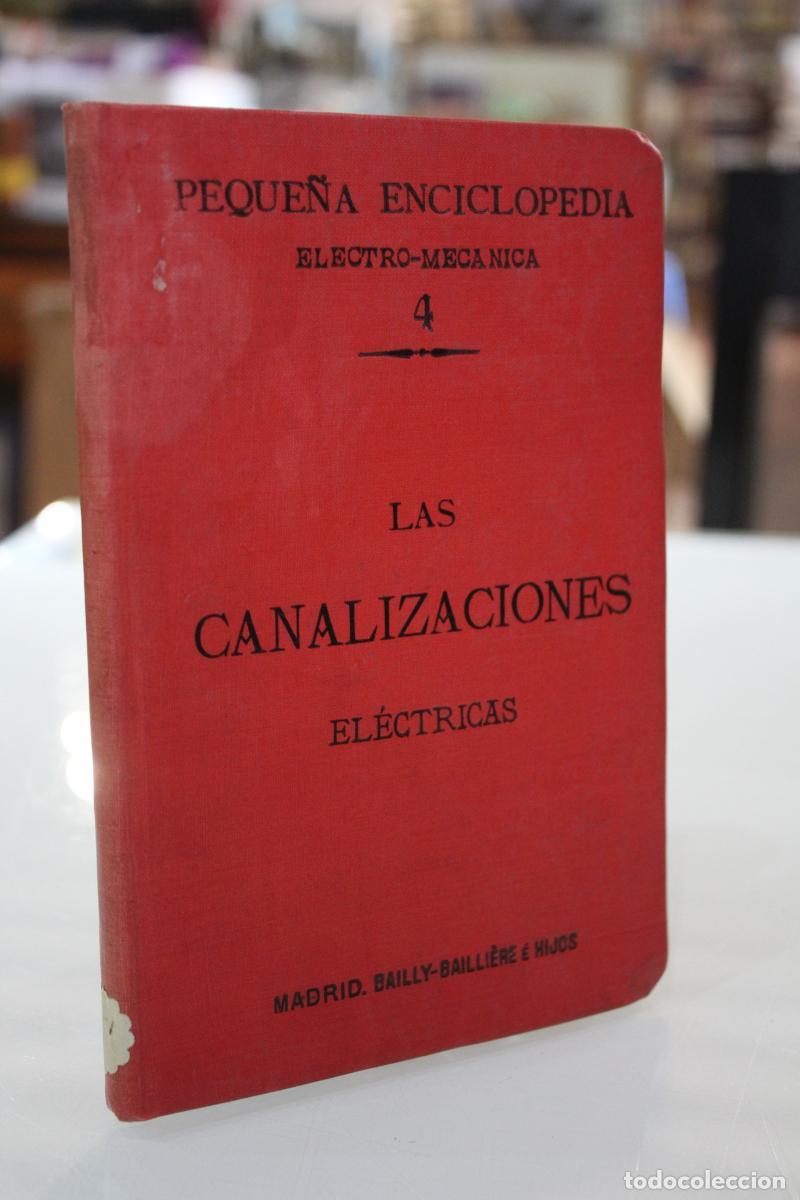 PEQUEÑA ENCICLOPEDIA
ELECTRO-MECANICA
4
LAS
CANALIZACIONES
ELÉCTRICAS
MADRID. BAILLY-BAILLIÈRE É HIJOS
todocoleccion